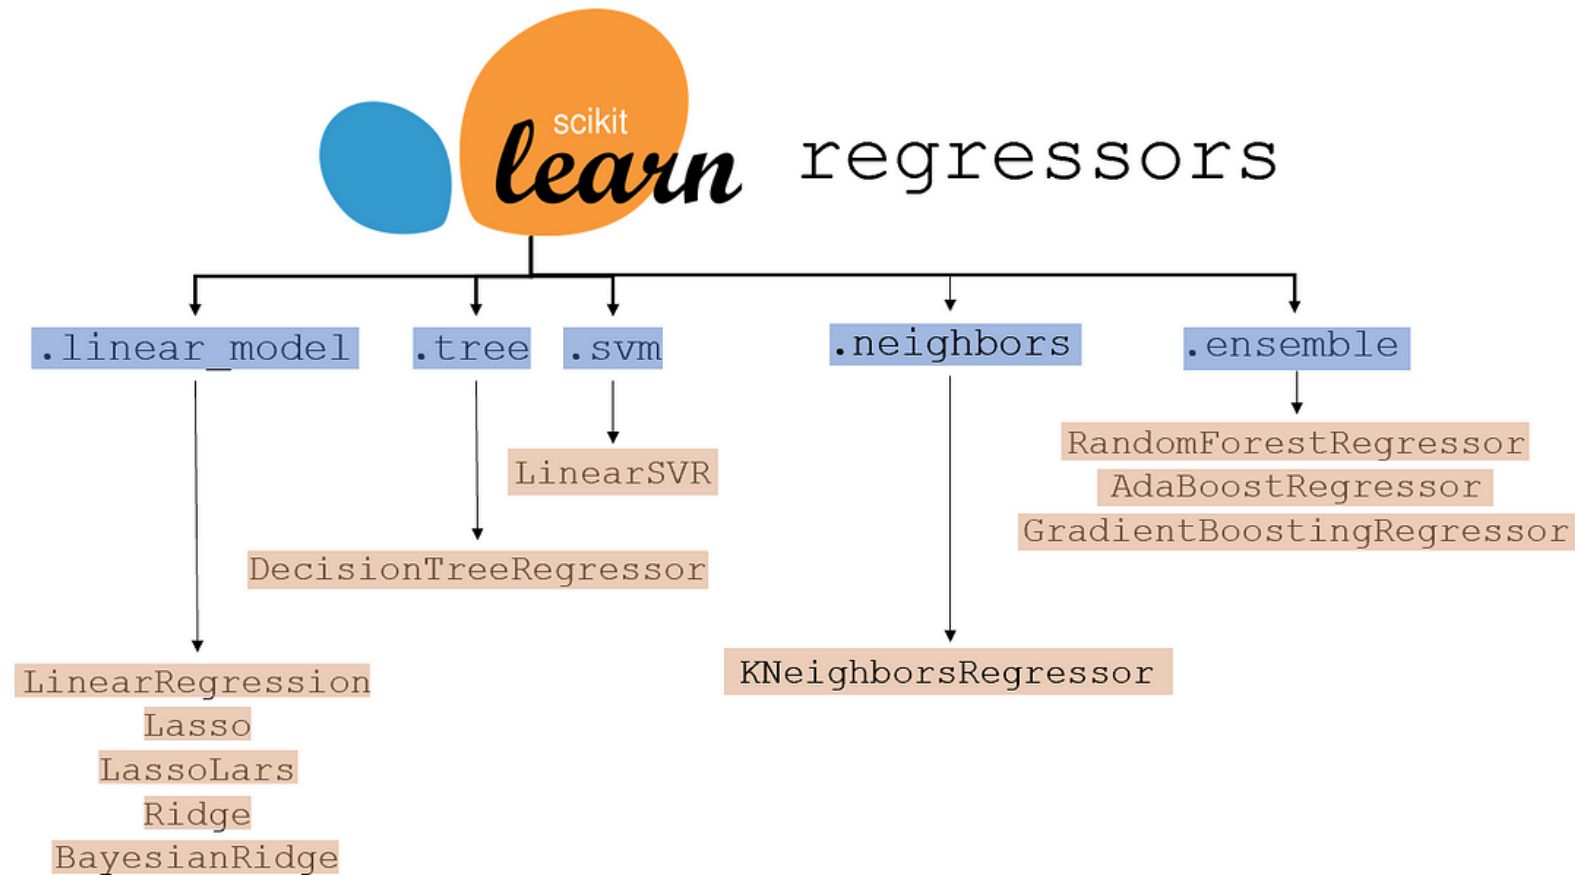 scikit
learn regressors
.linear_model
.tree
.svm
.neighbors
.ensemble
LinearRegression
Lasso
LassoLars
Ridge
BayesianRidge
DecisionTreeRegressor
LinearSVR
KNeighborsRegressor
RandomForestRegressor
AdaBoostRegressor
GradientBoostingRegressor